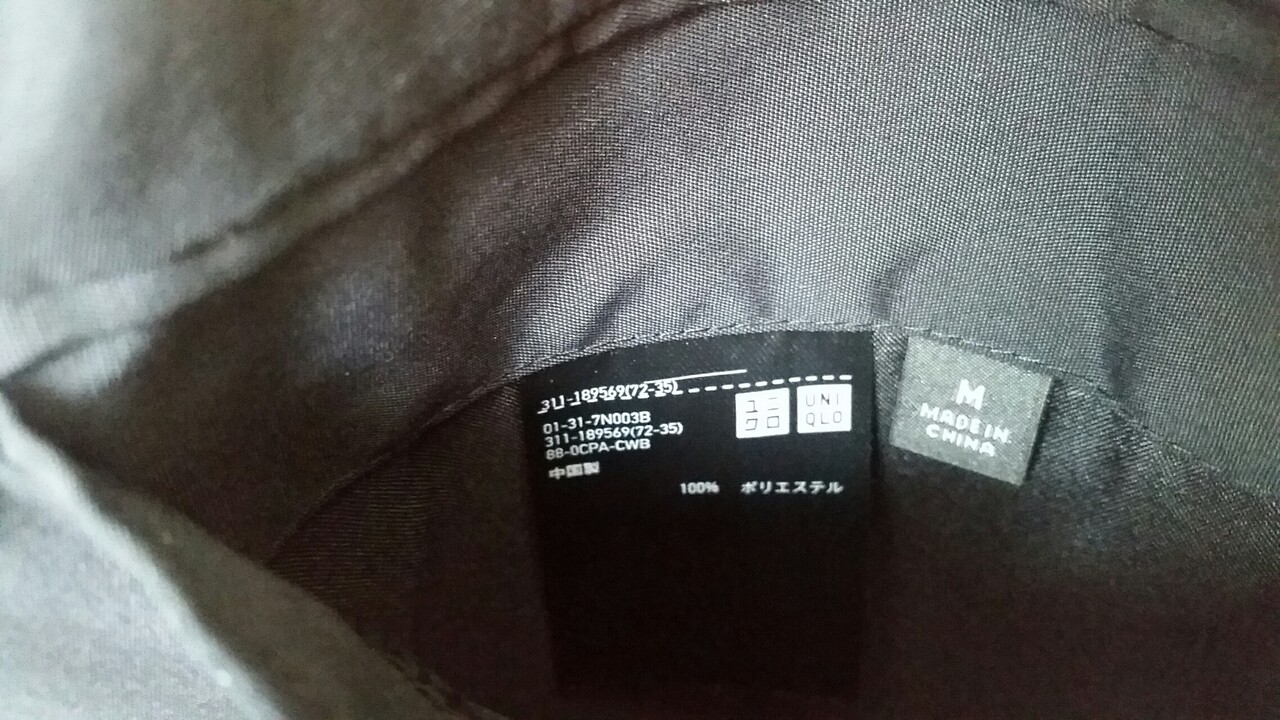 311-189569(72-35)
01-31-7N003B
311-189569(72-35)
88-0CPA-CWB
中国製
ユニ
クロ
UNI
QLO
100% ポリエステル
M
MADE IN
CHINA